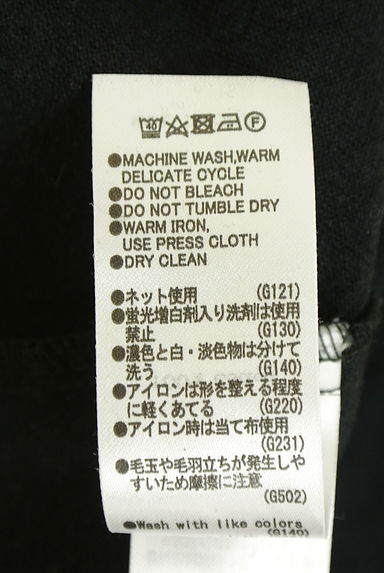 40 F
●MACHINE WASH,WARM
DELICATE CYCLE
●DO NOT BLEACH
●DO NOT TUMBLE DRY
●WARM IRON,
USE PRESS CLOTH
●DRY CLEAN
●ネット使用 (G121)
●蛍光増白剤入り洗剤は使用
禁止 (G130)
●濃色と白・淡色物は分けて
洗う (G140)
●アイロンは形を整える程度
に軽くあてる (G220)
●アイロン時は当て布使用
(G231)
●毛玉や毛羽立ちが発生しや
すいため摩擦に注意
(G502)
●Wash with like colors
(G140)